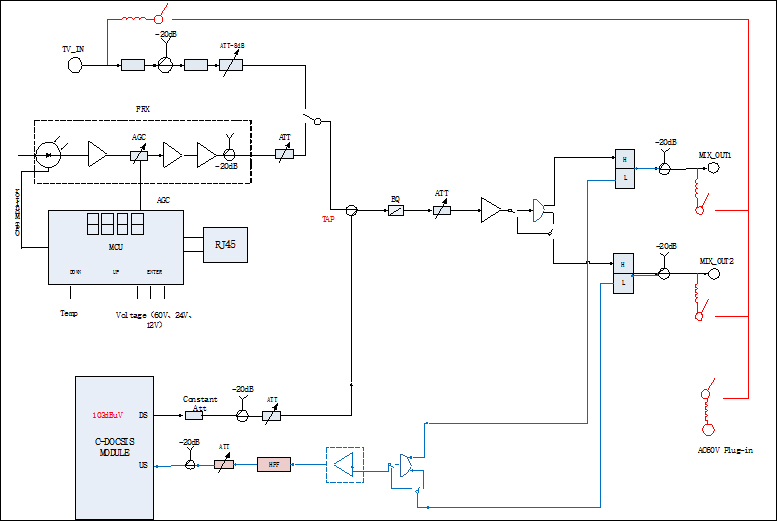 -20dB
TV_IN
ATT-8dB
FRX
AGC
ATT
-20dB
AGC
MCU
RJ45
DOWN
UP
ENTER
Temp
Voltage (60V、24V、
12V)
TAP
EQ
ATT
H
L
-20dB
MIX_OUT1
-20dB
H
L
MIX_OUT2
AC60V Plug-in
Constant
Att
-20dB
ATT
102dBuV
DS
C-DOCSIS
MODULE
US
-20dB
ATT
HPF